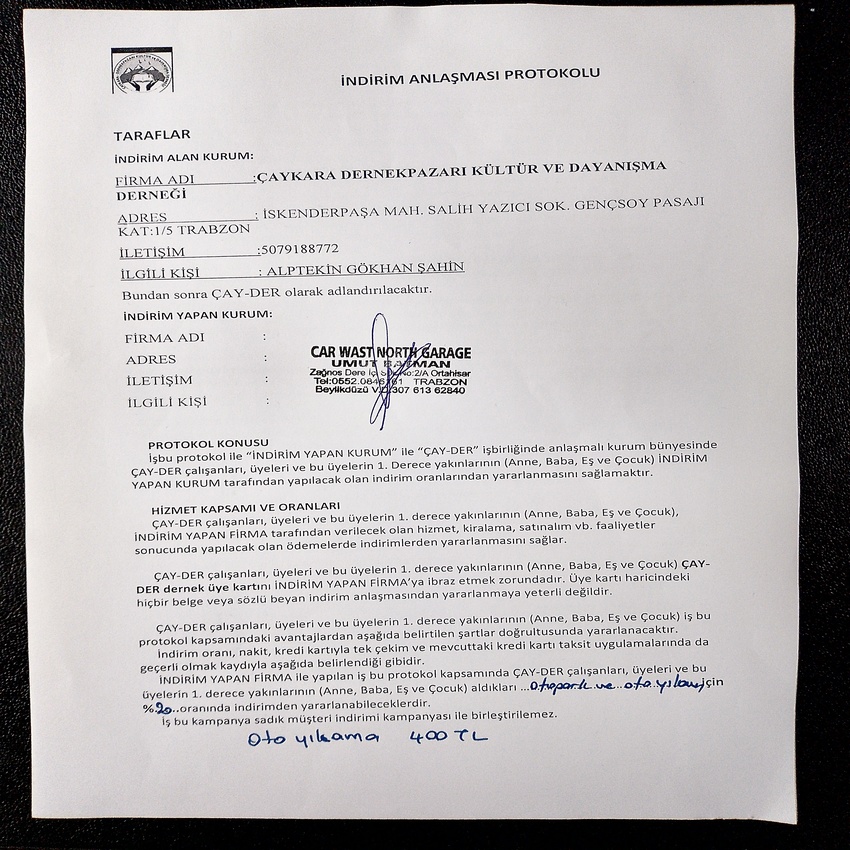 İNDİRİM ANLAŞMASI PROTOKOLU
TARAFLAR
İNDİRİM ALAN KURUM:
FİRMA ADI :ÇAYKARA DERNEKPAZARI KÜLTÜR VE DAYANIŞMA
DERNEĞİ
ADRES : İSKENDERPAŞA MAH. SALİH YAZICI SOK. GENÇSOY PASAJI
KAT:1/5 TRABZON
İLETİŞİM :5079188772
İLGİLİ KİŞİ : ALPTEKİN GÖKHAN ŞAHİN
Bundan sonra ÇAY-DER olarak adlandırılacaktır.
İNDİRİM YAPAN KURUM:
FİRMA ADI :
ADRES :
İLETİŞİM :
İLGİLİ KİŞİ :
CAR WAST NORTH GARAGE
UMUT
Zağnos Dere İçi No:2/A Ortahisar
TRABZON
Beylikdüzü V.D. 307 613 62840
PROTOKOL KONUSU
İşbu protokol ile “İNDİRİM YAPAN KURUM” ile “ÇAY-DER” işbirliğinde anlaşmalı kurum bünyesinde
ÇAY-DER çalışanları, üyeleri ve bu üyelerin 1. Derece yakınlarının (Anne, Baba, Eş ve Çocuk) İNDİRİM
YAPAN KURUM tarafından yapılacak olan indirim oranlarından yararlanmasını sağlamaktır.
HİZMET KAPSAMI VE ORANLARI
ÇAY-DER çalışanları, üyeleri ve bu üyelerin 1. derece yakınlarının (Anne, Baba, Eş ve Çocuk),
İNDİRİM YAPAN FİRMA tarafından verilecek olan hizmet, kiralama, satınalım vb. faaliyetler
sonucunda yapılacak olan ödemelerde indirimlerden yararlanmasını sağlar.
ÇAY-DER çalışanları, üyeleri ve bu üyelerin 1. derece yakınlarının (Anne, Baba, Eş ve Çocuk) ÇAY-
DER dernek üye kartını İNDİRİM YAPAN FİRMA’ya ibraz etmek zorundadır. Üye kartı haricindeki
hiçbir belge veya sözlü beyan indirim anlaşmasından yararlanmaya yeterli değildir.
ÇAY-DER çalışanları, üyeleri ve bu üyelerin 1. derece yakınlarının (Anne, Baba, Eş ve Çocuk) iş bu
protokol kapsamındaki avantajlardan aşağıda belirtilen şartlar doğrultusunda yararlanacaktır.
İndirim oranı, nakit, kredi kartıyla tek çekim ve mevcuttaki kredi kartı taksit uygulamalarında da
geçerli olmak kaydıyla aşağıda belirlendiği gibidir.
İNDİRİM YAPAN FİRMA ile yapılan iş bu protokol kapsamında ÇAY-DER çalışanları, üyeleri ve bu
üyelerin 1. derece yakınlarının (Anne, Baba, Eş ve Çocuk) aldıkları ...otopark ve oto yıkama için
%20..oranında indirimden yararlanabileceklerdir.
İş bu kampanya sadık müşteri indirimi kampanyası ile birleştirilemez.
Oto yıkama 400 TL